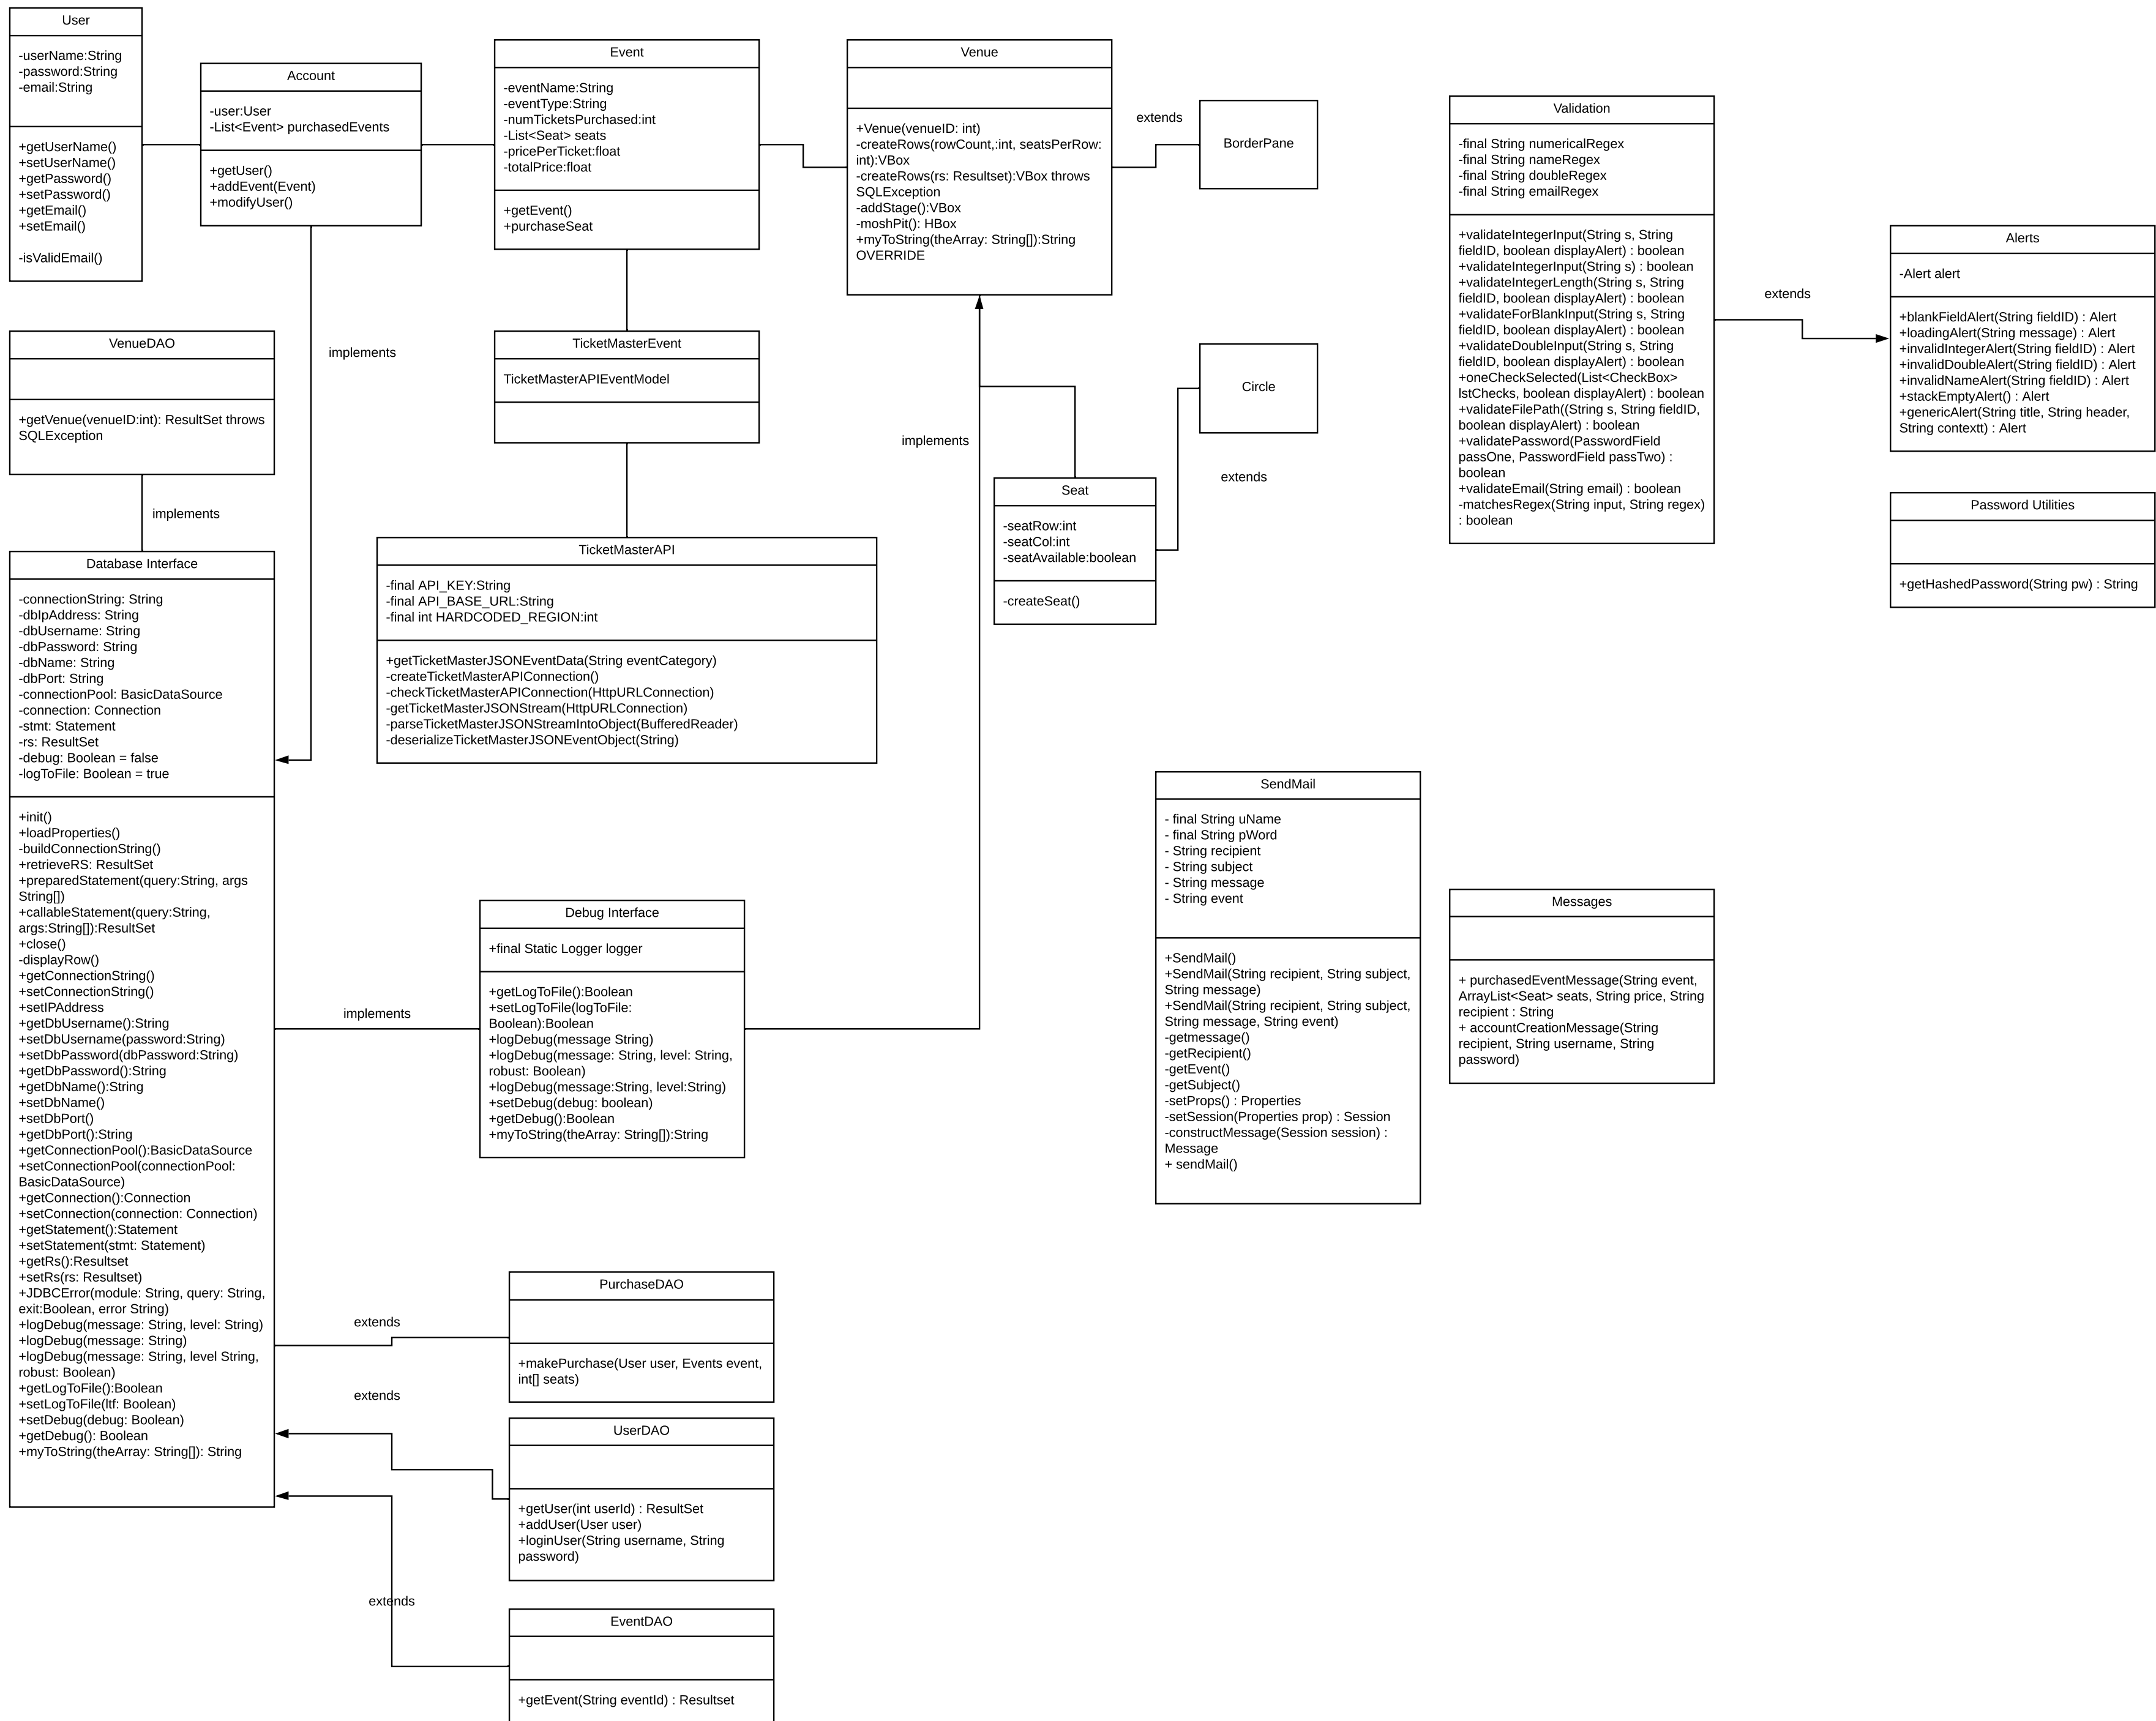 User
-userName:String
-password:String
-email:String
+getUserName()
+setUserName()
+getPassword()
+setPassword()
+getEmail()
+setEmail()
-isValidEmail()
Account
-user:User
-List<Event> purchasedEvents
+getUser()
+addEvent(Event)
+modifyUser()
Event
-eventName:String
-eventType:String
-numTicketsPurchased:int
-List<Seat> seats
-pricePerTicket:float
-totalPrice:float
+getEvent()
+purchaseSeat
Venue
+Venue(venueID: int)
-createRows(rowCount,:int, seatsPerRow:
int):VBox
-createRows(rs: Resultset):VBox throws
SQLException
-addStage():VBox
-moshPit(): HBox
+myToString(theArray: String[]):String
OVERRIDE
extends
BorderPane
Validation
-final String numericalRegex
-final String nameRegex
-final String doubleRegex
-final String emailRegex
+validateIntegerInput(String s, String
fieldID, boolean displayAlert) : boolean
+validateIntegerInput(String s) : boolean
+validateIntegerLength(String s, String
fieldID, boolean displayAlert) : boolean
+validateForBlankInput(String s, String
fieldID, boolean displayAlert) : boolean
+validateDoubleInput(String s, String
fieldID, boolean displayAlert) : boolean
+oneCheckSelected(List<CheckBox>
lstChecks, boolean displayAlert) : boolean
+validateFilePath((String s, String fieldID,
boolean displayAlert) : boolean
+validatePassword(PasswordField
passOne, PasswordField passTwo) :
boolean
+validateEmail(String email) : boolean
-matchesRegex(String input, String regex)
: boolean
extends
Alerts
-Alert alert
+blankFieldAlert(String fieldID) : Alert
+loadingAlert(String message) : Alert
+invalidIntegerAlert(String fieldID) : Alert
+invalidDoubleAlert(String fieldID) : Alert
+invalidNameAlert(String fieldID) : Alert
+stackEmptyAlert() : Alert
+genericAlert(String title, String header,
String contextt) : Alert
Password Utilities
+getHashedPassword(String pw) : String
VenueDAO
+getVenue(venueID:int): ResultSet throws
SQLException
implements
implements
TicketMasterEvent
TicketMasterAPIEventModel
TicketMasterAPI
-final API_KEY:String
-final API_BASE_URL:String
-final int HARDCODED_REGION:int
+getTicketMasterJSONEventData(String eventCategory)
-createTicketMasterAPIConnection()
-checkTicketMasterAPIConnection(HttpURLConnection)
-getTicketMasterJSONStream(HttpURLConnection)
-parseTicketMasterJSONStreamIntoObject(BufferedReader)
-deserializeTicketMasterJSONEventObject(String)
implements
Circle
extends
Seat
-seatRow:int
-seatCol:int
-seatAvailable:boolean
-createSeat()
Database Interface
-connectionString: String
-dbIpAddress: String
-dbUsername: String
-dbPassword: String
-dbName: String
-dbPort: String
-connectionPool: BasicDataSource
-connection: Connection
-stmt: Statement
-rs: ResultSet
-debug: Boolean = false
-logToFile: Boolean = true
+init()
+loadProperties()
-buildConnectionString()
+retrieveRS: ResultSet
+preparedStatement(query:String, args
String[])
+callableStatement(query:String,
args:String[]):ResultSet
+close()
-displayRow()
+getConnectionString()
+setConnectionString()
+setIPAddress
+getDbUsername():String
+setDbUsername(password:String)
+setDbPassword(dbPassword:String)
+getDbPassword():String
+getDbName():String
+setDbName()
+setDbPort()
+getDbPort():String
+getConnectionPool():BasicDataSource
+setConnectionPool(connectionPool:
BasicDataSource)
+getConnection():Connection
+setConnection(connection: Connection)
+getStatement():Statement
+setStatement(stmt: Statement)
+getRs():Resultset
+setRs(rs: Resultset)
+JDBCError(module: String, query: String,
exit:Boolean, error String)
+logDebug(message: String, level: String)
+logDebug(message: String)
+logDebug(message: String, level String,
robust: Boolean)
+getLogToFile():Boolean
+setLogToFile(ltf: Boolean)
+setDebug(debug: Boolean)
+getDebug(): Boolean
+myToString(theArray: String[]): String
implements
Debug Interface
+final Static Logger logger
+getLogToFile():Boolean
+setLogToFile(logToFile:
Boolean):Boolean
+logDebug(message String)
+logDebug(message: String, level: String,
robust: Boolean)
+logDebug(message:String, level:String)
+setDebug(debug: boolean)
+getDebug():Boolean
+myToString(theArray: String[]):String
SendMail
- final String uName
- final String pWord
- String recipient
- String subject
- String message
- String event
+SendMail()
+SendMail(String recipient, String subject,
String message)
+SendMail(String recipient, String subject,
String message, String event)
-getmessage()
-getRecipient()
-getEvent()
-getSubject()
-setProps() : Properties
-setSession(Properties prop) : Session
-constructMessage(Session session) :
Message
+ sendMail()
Messages
+ purchasedEventMessage(String event,
ArrayList<Seat> seats, String price, String
recipient : String
+ accountCreationMessage(String
recipient, String username, String
password)
extends
PurchaseDAO
+makePurchase(User user, Events event,
int[] seats)
extends
UserDAO
+getUser(int userId) : ResultSet
+addUser(User user)
+loginUser(String username, String
password)
extends
EventDAO
+getEvent(String eventId) : Resultset